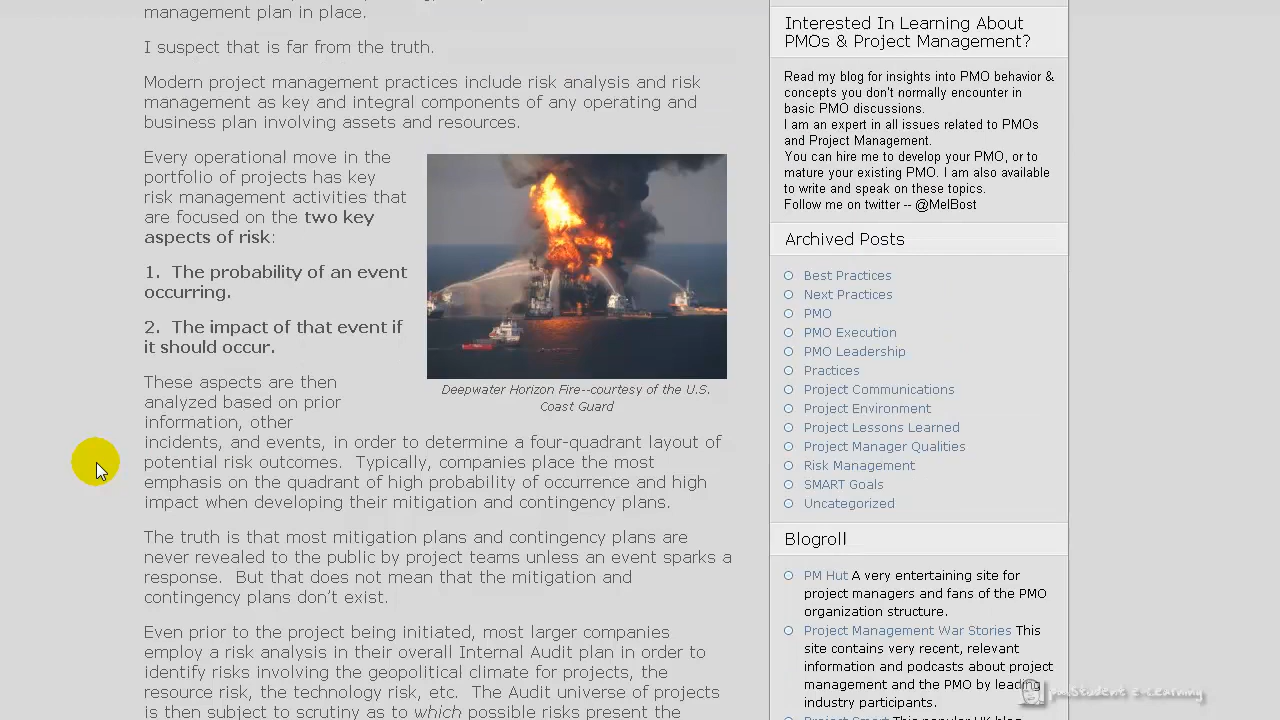 management plan in place.
I suspect that is far from the truth.
Modern project management practices include risk analysis and risk
management as key and integral components of any operating and
business plan involving assets and resources.
Every operational move in the
portfolio of projects has key
risk management activities that
are focused on the two key
aspects of risk:
1. The probability of an event
occurring.
2. The impact of that event if
it should occur.
Deepwater Horizon Fire--courtesy of the U.S.
Coast Guard
These aspects are then
analyzed based on prior
information, other
incidents, and events, in order to determine a four-quadrant layout of
potential risk outcomes. Typically, companies place the most
emphasis on the quadrant of high probability of occurrence and high
impact when developing their mitigation and contingency plans.
The truth is that most mitigation plans and contingency plans are
never revealed to the public by project teams unless an event sparks a
response. But that does not mean that the mitigation and
contingency plans don't exist.
Even prior to the project being initiated, most larger companies
employ a risk analysis in their overall Internal Audit plan in order to
identify risks involving the geopolitical climate for projects, the
resource risk, the technology risk, etc. The Audit universe of projects
is then subject to scrutiny as to which possible risks present the
Interested In Learning About
PMOs & Project Management?
Read my blog for insights into PMO behavior &
concepts you don't normally encounter in
basic PMO discussions.
I am an expert in all issues related to PMOs
and Project Management.
You can hire me to develop your PMO, or to
mature your existing PMO. I am also available
to write and speak on these topics.
Follow me on twitter -- @MelBost
Archived Posts
Best Practices
Next Practices
PMO
PMO Execution
PMO Leadership
Practices
Project Communications
Project Environment
Project Lessons Learned
Project Manager Qualities
Risk Management
SMART Goals
Uncategorized
Blogroll
PM Hut A very entertaining site for
project managers and fans of the PMO
organization structure.
Project Management War Stories This
site contains very recent, relevant
information and podcasts about project
management and the PMO by leading
industry participants.
pmStudent e-Learning